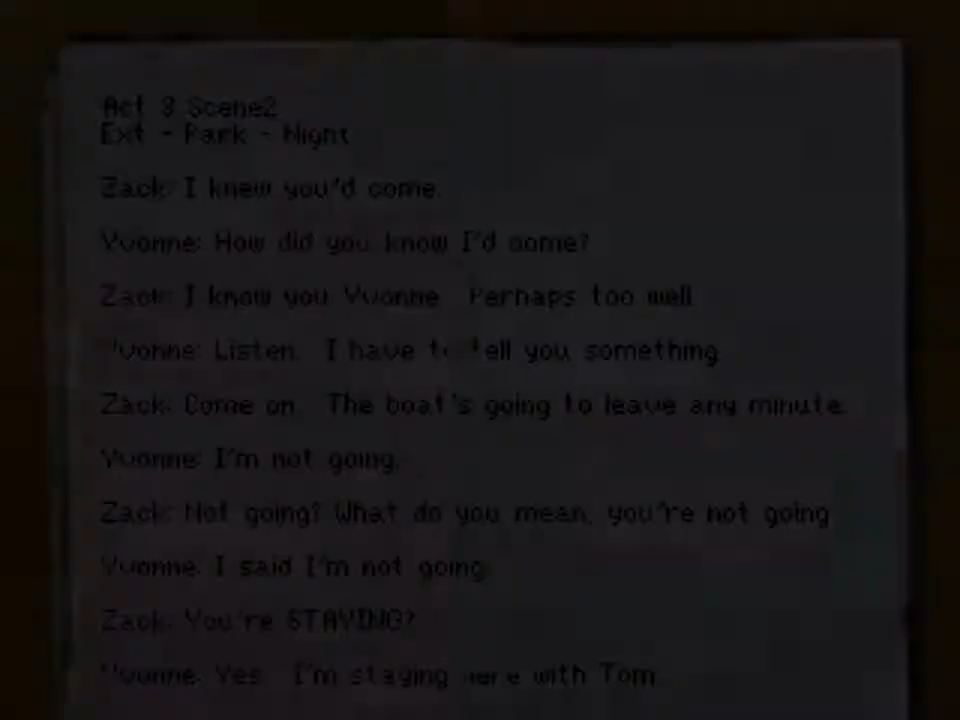 Act 3 Scene2
Ext - Park - Night
Zack: I knew you'd come.
Yvonne: How did you know I'd come?
Zack: I know you Yvonne. Perhaps too well.
Yvonne: Listen. I have to tell you something.
Zack: Come on. The boat's going to leave any minute.
Yvonne: I'm not going.
Zack: Not going? What do you mean, you're not going
Yvonne: I said I'm not going.
Zack: You're STAYING?
Yvonne: Yes. I'm staying here with Tom.